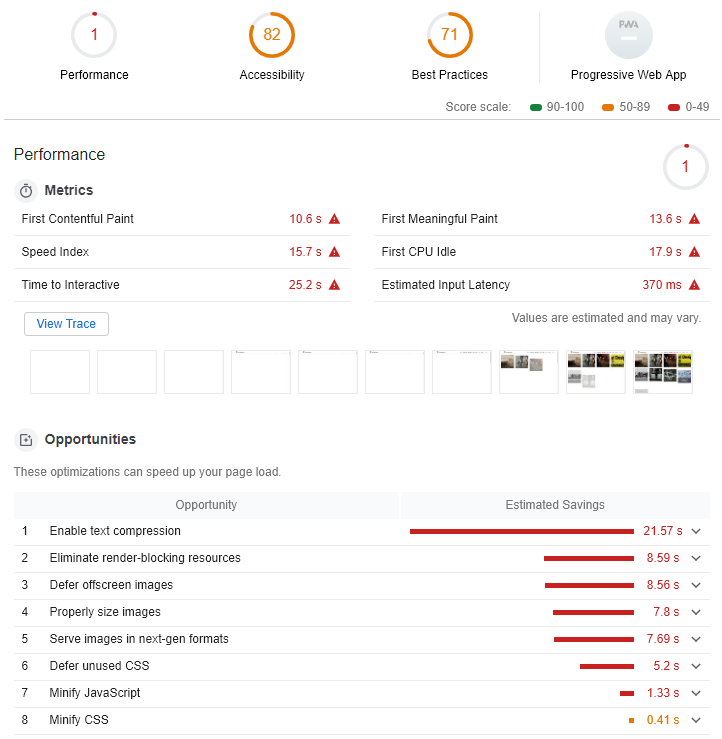 1 82 71 PWA
Performance Accessibility Best Practices Progressive Web App
Score scale: 90-100 50-89 0-49
Performance 1
Metrics
First Contentful Paint 10.6 s First Meaningful Paint 13.6 s
Speed Index 15.7 s First CPU Idle 17.9 s
Time to Interactive 25.2 s Estimated Input Latency 370 ms
View Trace Values are estimated and may vary.
Opportunities
These optimizations can speed up your page load.
Opportunity Estimated Savings
1 Enable text compression 21.57 s
2 Eliminate render-blocking resources 8.59 s
3 Defer offscreen images 8.56 s
4 Properly size images 7.8 s
5 Serve images in next-gen formats 7.69 s
6 Defer unused CSS 5.2 s
7 Minify JavaScript 1.33 s
8 Minify CSS 0.41 s